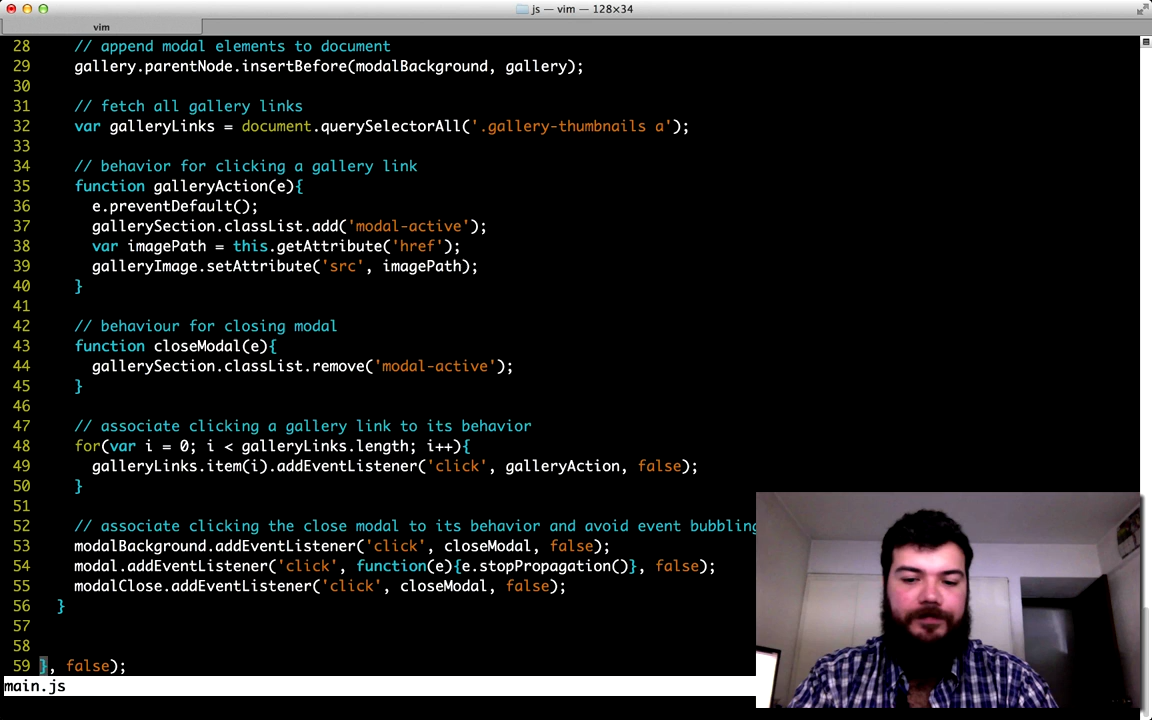 js — vim — 128×34
vim
28 // append modal elements to document
29 gallery.parentNode.insertBefore(modalBackground, gallery);
30
31 // fetch all gallery links
32 var galleryLinks = document.querySelectorAll('.gallery-thumbnails a');
33
34 // behavior for clicking a gallery link
35 function galleryAction(e){
36 e.preventDefault();
37 gallerySection.classList.add('modal-active');
38 var imagePath = this.getAttribute('href');
39 galleryImage.setAttribute('src', imagePath);
40 }
41
42 // behaviour for closing modal
43 function closeModal(e){
44 gallerySection.classList.remove('modal-active');
45 }
46
47 // associate clicking a gallery link to its behavior
48 for(var i = 0; i < galleryLinks.length; i++){
49 galleryLinks.item(i).addEventListener('click', galleryAction, false);
50 }
51
52 // associate clicking the close modal to its behavior and avoid event bubbling
53 modalBackground.addEventListener('click', closeModal, false);
54 modal.addEventListener('click', function(e){e.stopPropagation()}, false);
55 modalClose.addEventListener('click', closeModal, false);
56 }
57
58
59 }, false);
main.js